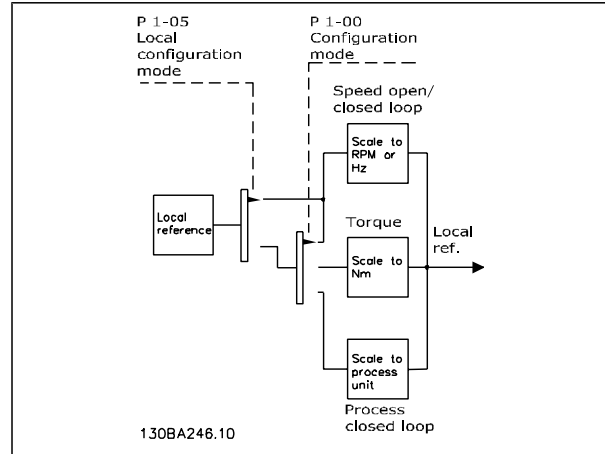 P 1-05
Local
configuration
mode
P 1-00
Configuration
mode
Speed open/
closed loop
Scale to
RPM or
Hz
Local
reference
Torque
Scale to
Nm
Local
ref.
Scale to
process
unit
Process
closed loop
130BA246.10